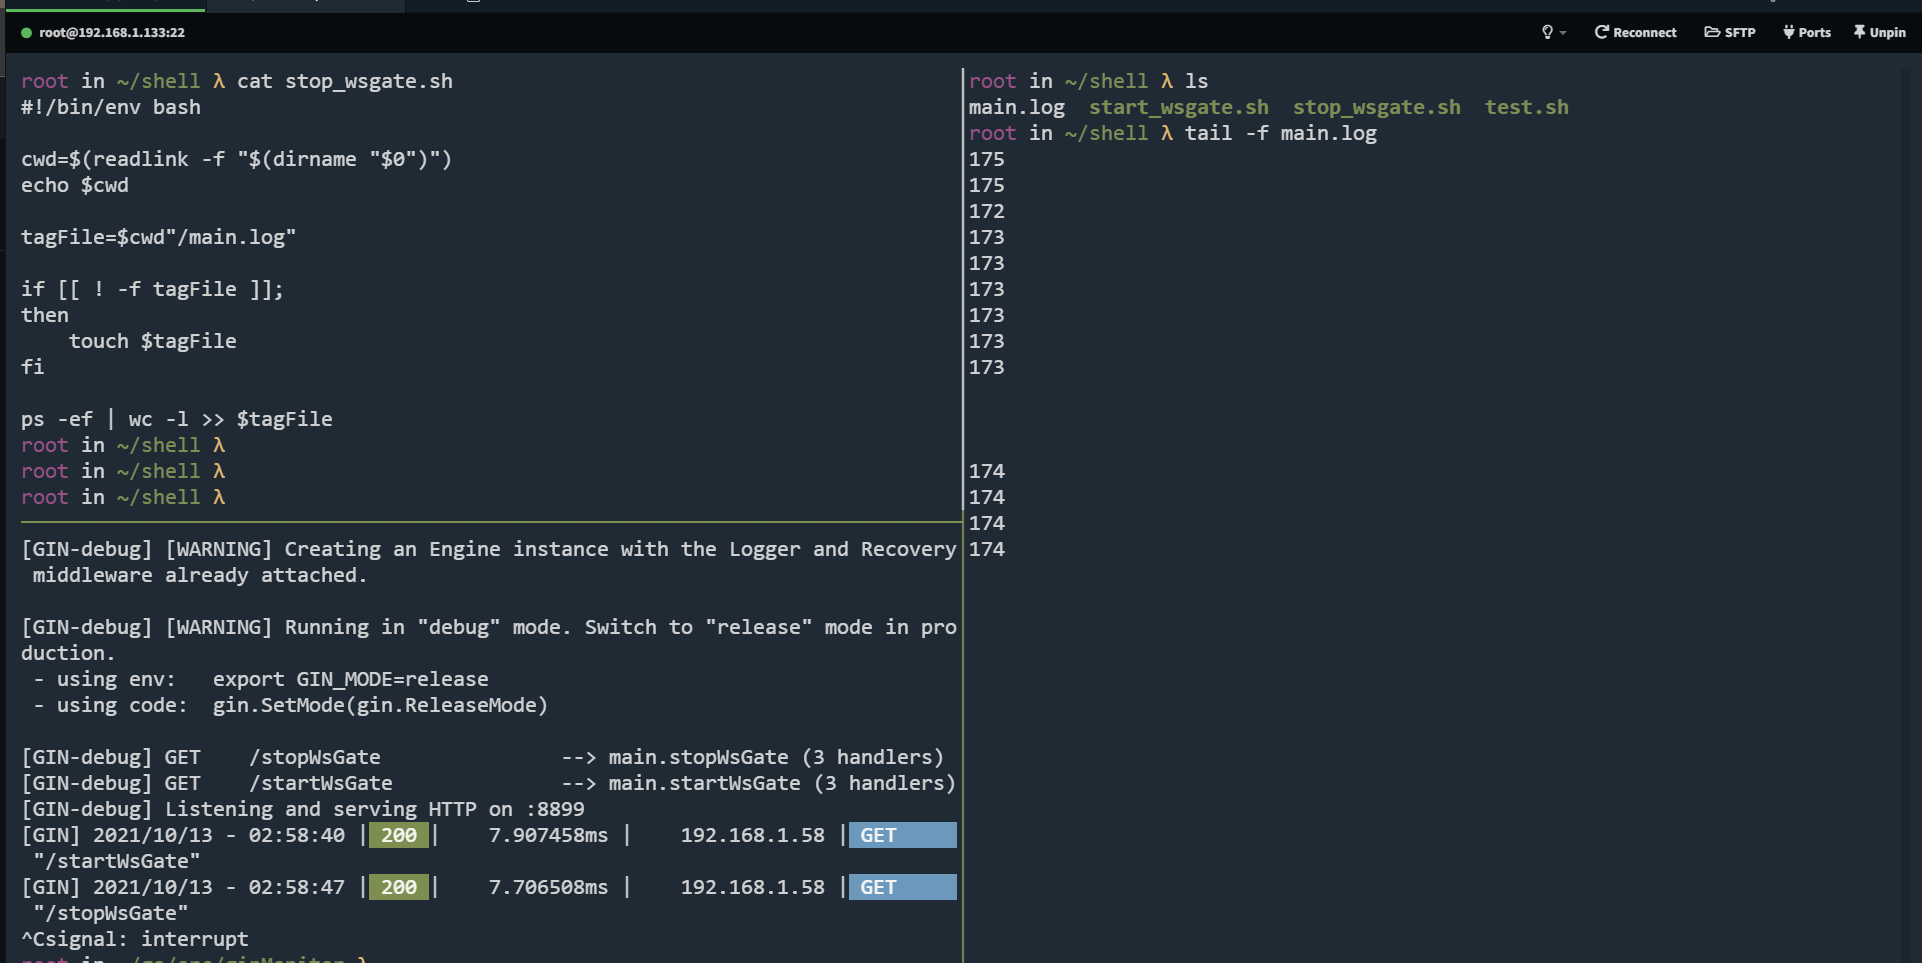 root@192.168.1.133:22
Reconnect SFTP Ports Unpin
root in ~/shell λ cat stop_wsgate.sh
#!/bin/env bash
cwd=$(readlink -f "$(dirname "$0")")
echo $cwd
tagFile=$cwd"/main.log"
if [[ ! -f tagFile ]];
then
    touch $tagFile
fi
ps -ef | wc -l >> $tagFile
root in ~/shell λ
root in ~/shell λ
root in ~/shell λ
[GIN-debug] [WARNING] Creating an Engine instance with the Logger and Recovery
 middleware already attached.
[GIN-debug] [WARNING] Running in "debug" mode. Switch to "release" mode in pro
duction.
 - using env:   export GIN_MODE=release
 - using code:  gin.SetMode(gin.ReleaseMode)
[GIN-debug] GET    /stopWsGate               --> main.stopWsGate (3 handlers)
[GIN-debug] GET    /startWsGate              --> main.startWsGate (3 handlers)
[GIN-debug] Listening and serving HTTP on :8899
[GIN] 2021/10/13 - 02:58:40 | 200 |    7.907458ms |    192.168.1.58 | GET
 "/startWsGate"
[GIN] 2021/10/13 - 02:58:47 | 200 |    7.706508ms |    192.168.1.58 | GET
 "/stopWsGate"
^Csignal: interrupt
root in λ
root in ~/shell λ ls
main.log  start_wsgate.sh  stop_wsgate.sh  test.sh
root in ~/shell λ tail -f main.log
175
175
172
173
173
173
173
173
173
174
174
174
174